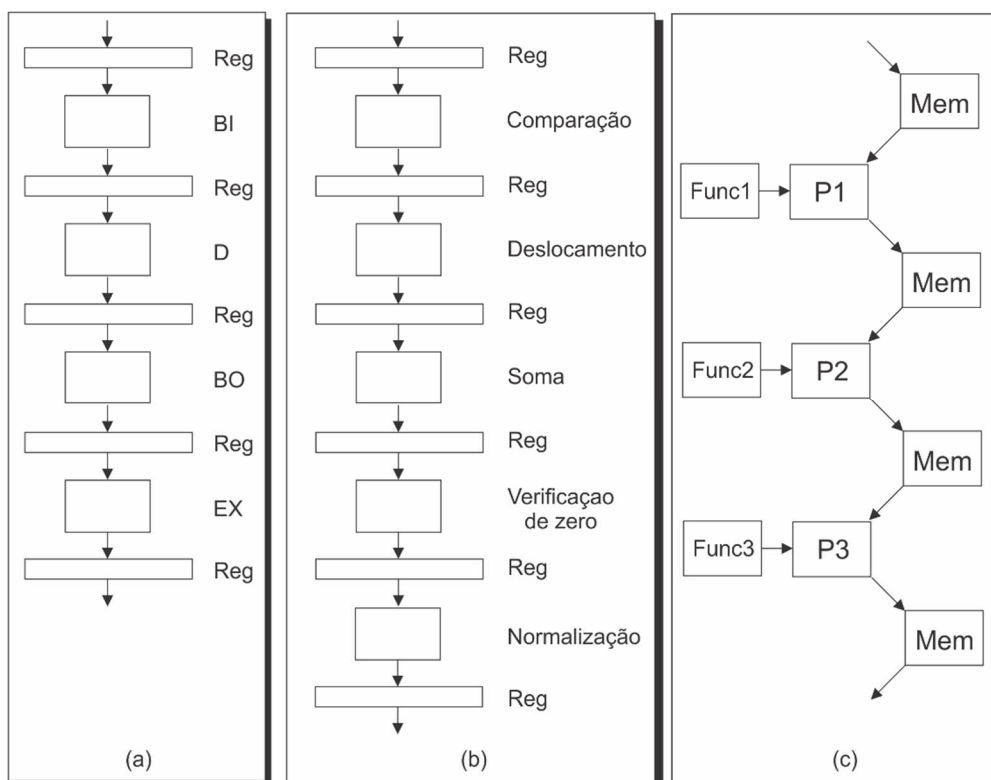 Reg
BI
Reg
D
Reg
BO
Reg
EX
Reg
(a)
Reg
Comparação
Reg
Deslocamento
Reg
Soma
Reg
Verificaçao
de zero
Reg
Normalização
Reg
(b)
Mem
Func1
P1
Mem
Func2
P2
Mem
Func3
P3
Mem
(c)